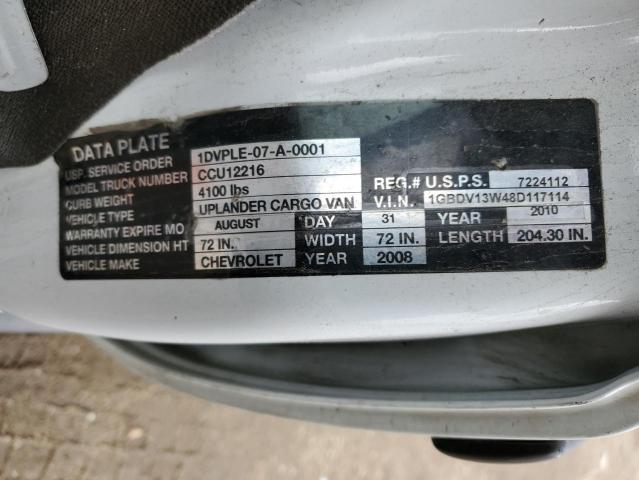 DATA PLATE
USP. SERVICE ORDER 1DVPLE-07-A-0001
MODEL TRUCK NUMBER CCU12216
CURB WEIGHT 4100 lbs REG.# U.S.P.S. 7224112
VEHICLE TYPE UPLANDER CARGO VAN V.I.N. 1GBDV13W48D117114
WARRANTY EXPIRE MO. AUGUST DAY 31 YEAR 2010
VEHICLE DIMENSION HT 72 IN. WIDTH 72 IN. LENGTH 204.30 IN.
VEHICLE MAKE CHEVROLET YEAR 2008